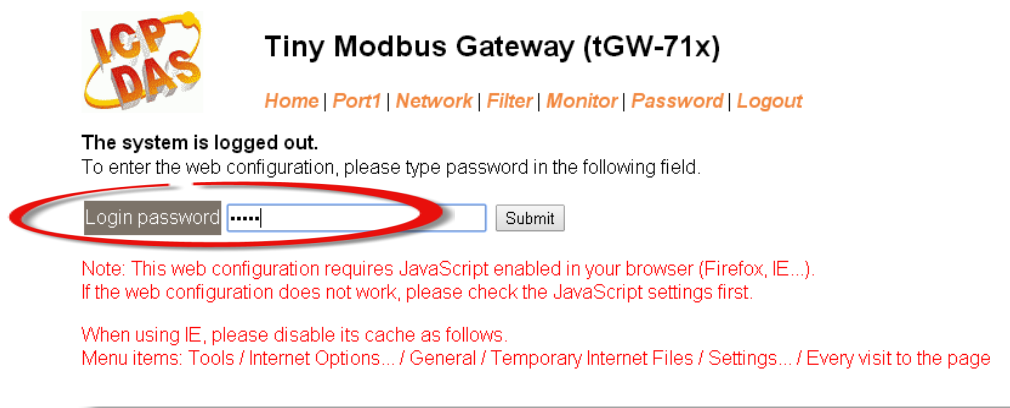 ICP
DAS
Tiny Modbus Gateway (tGW-71x)
Home | Port1 | Network | Filter | Monitor | Password | Logout
The system is logged out.
To enter the web configuration, please type password in the following field.
Login password ••••• Submit
Note: This web configuration requires JavaScript enabled in your browser (Firefox, IE...).
If the web configuration does not work, please check the JavaScript settings first.
When using IE, please disable its cache as follows.
Menu items: Tools / Internet Options... / General / Temporary Internet Files / Settings... / Every visit to the page